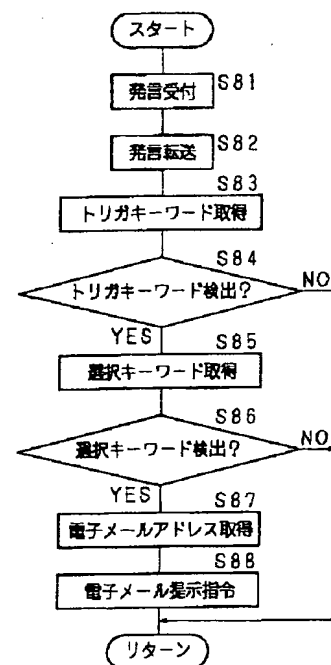 スタート
S81
発言受付
S82
発言転送
S83
トリガキーワード取得
S84
トリガキーワード検出?
NO
YES
S85
選択キーワード取得
S86
選択キーワード検出?
NO
YES
S87
電子メールアドレス取得
S88
電子メール提示指令
リターン